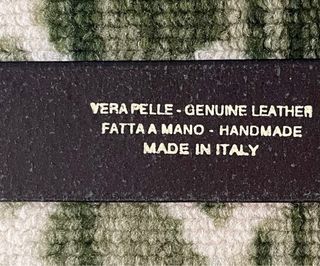 VERA PELLE - GENUINE LEATHER
FATTA A MANO - HANDMADE
MADE IN ITALY